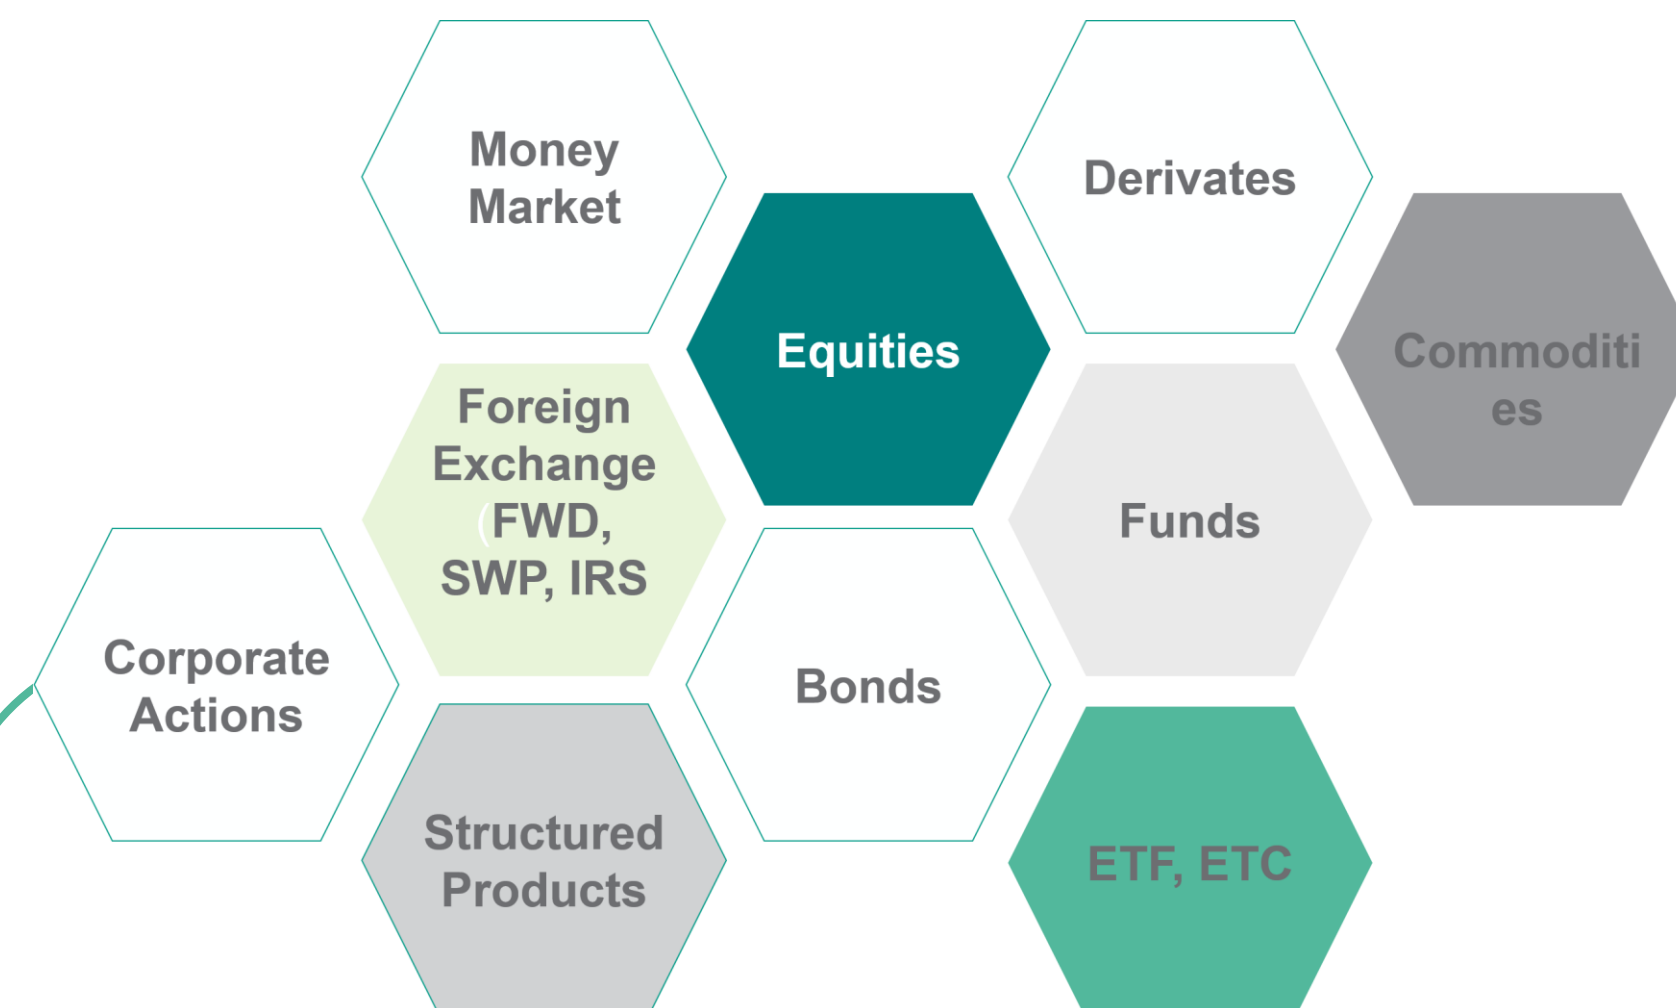 Money
Market
Derivates
Equities
Commoditi
es
Foreign
Exchange
(FWD,
SWP, IRS
Funds
Corporate
Actions
Bonds
Structured
Products
ETF, ETC